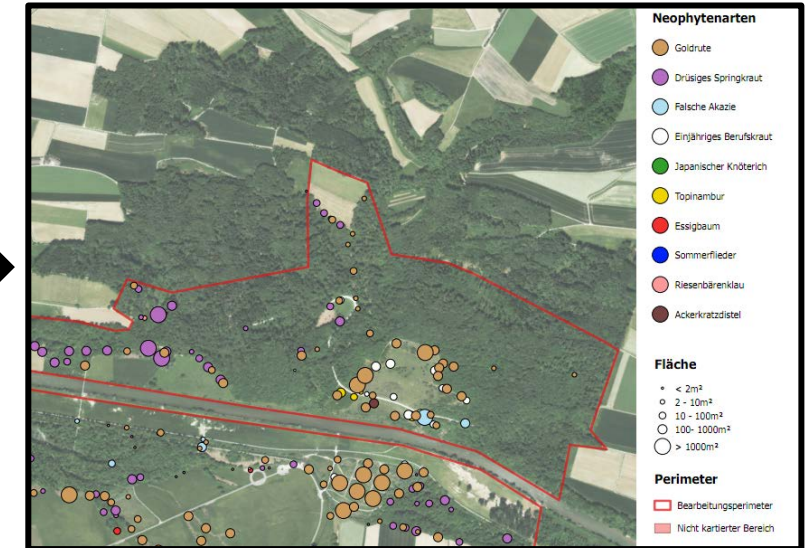 Neophytenarten
Goldrute
Drüsiges Springkraut
Falsche Akazie
Einjähriges Berufskraut
Japanischer Knöterich
Topinambur
Essigbaum
Sommerflieder
Riesenbärenklau
Ackerkratzdistel
Fläche
< 2m²
2 - 10m²
10 - 100m²
100- 1000m²
> 1000m²
Perimeter
Bearbeitungsperimeter
Nicht kartierter Bereich